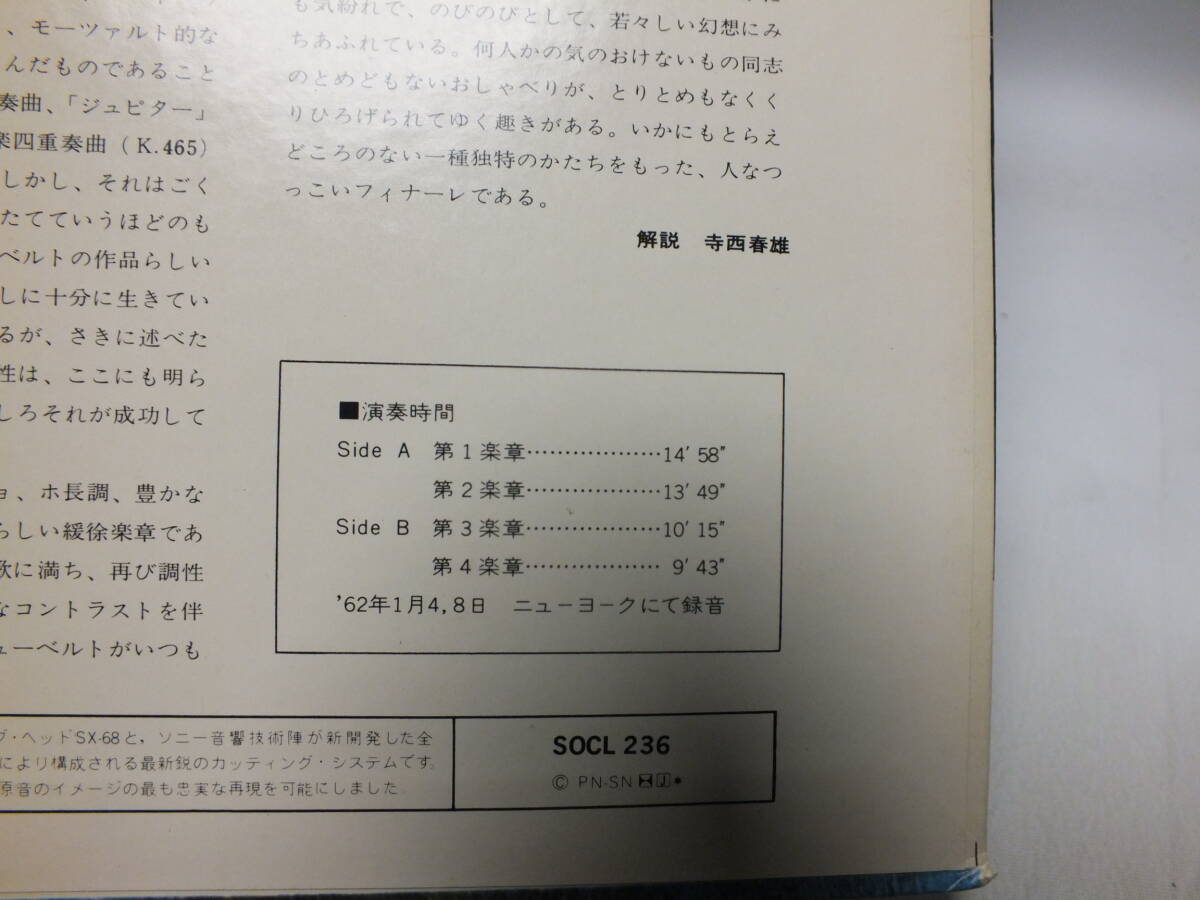 、モーツァルト的な
んだものであること
奏曲、「ジュピター」
楽四重奏曲(K.465)
しかし、それはごく
たてていうほどのも
ベルトの作品らしい
しに十分に生きてい
るが、さきに述べた
性は、ここにも明ら
しろそれが成功して
ョ、ホ長調、豊かな
らしい緩徐楽章であ
歌に満ち、再び調性
なコントラストを伴
ューベルトがいつも
も気紛れで、のびのびとして、若々しい幻想にみ
ちあふれている。何人かの気のおけないもの同志
のとめどもないおしゃべりが、とりとめもなくく
りひろげられてゆく趣きがある。いかにもとらえ
どころのない一種独特のかたちをもった、人なつ
っこいフィナーレである。
解説 寺西春雄
■演奏時間
Side A 第1楽章………………14′58″
第2楽章………………13′49″
Side B 第3楽章………………10′15″
第4楽章………………9′43″
'62年1月4,8日 ニューヨークにて録音
グ・ヘッドSX-68と,ソニー音響技術陣が新開発した全
により構成される最新鋭のカッティング・システムです。
原音のイメージの最も忠実な再現を可能にしました.
SOCL 236
© PN-SN J *